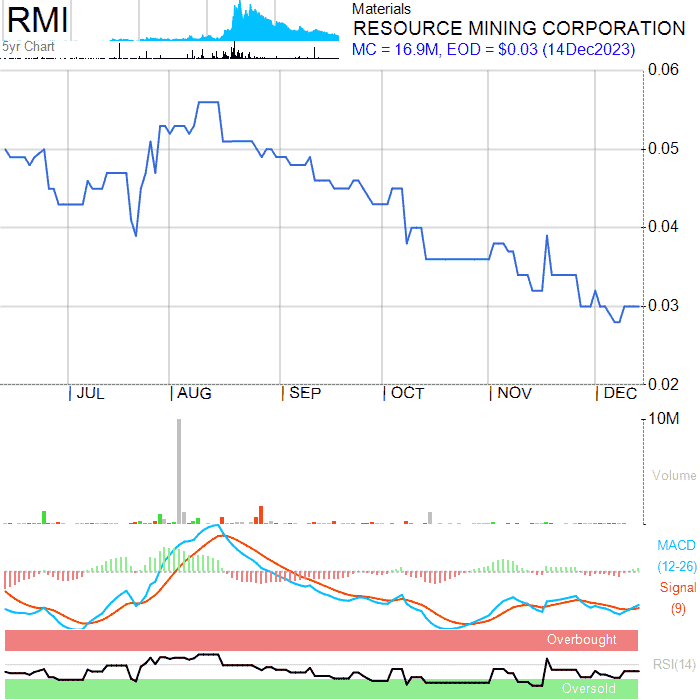 RMI
5yr Chart
Materials
RESOURCE MINING CORPORATION
MC = 16.9M, EOD = $0.03 (14Dec2023)
0.06
0.05
0.04
0.03
0.02
JUL AUG SEP OCT NOV DEC
10M
Volume
MACD
(12-26)
Signal
(9)
Overbought
RSI(14)
Oversold